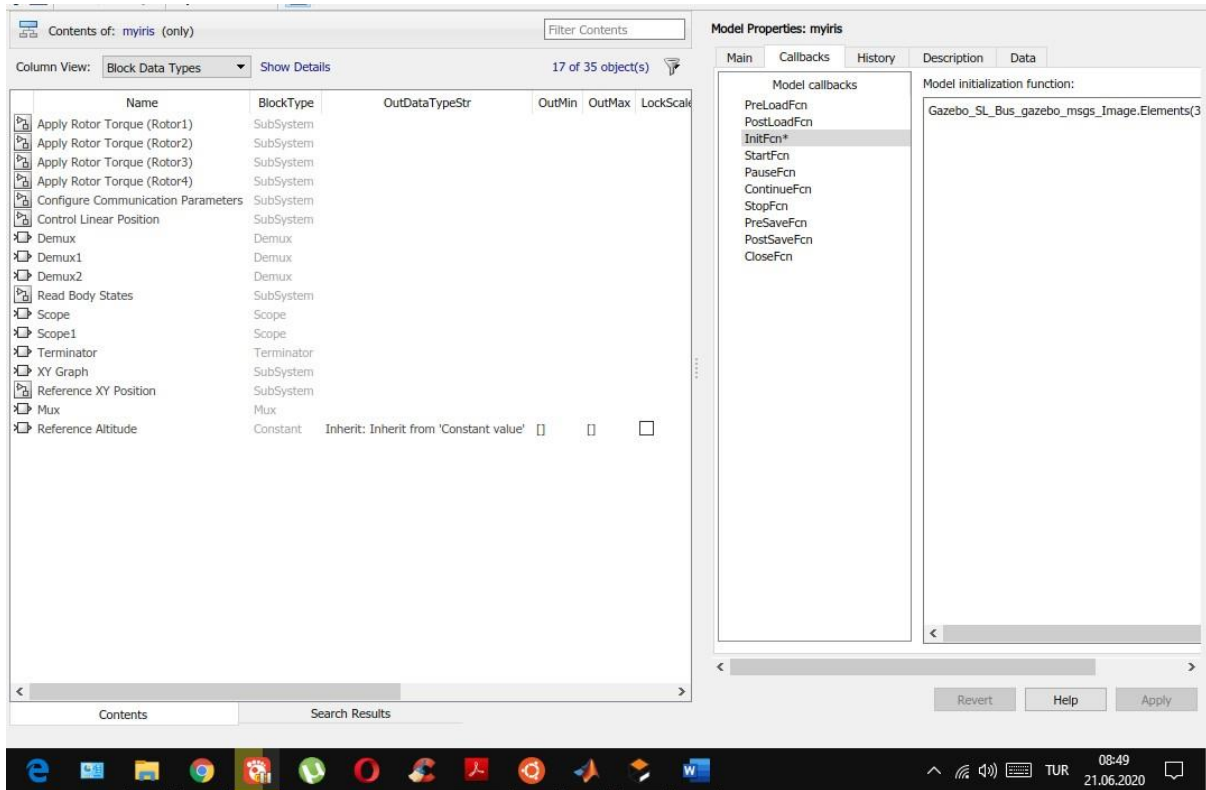 Contents of: myiris (only)
Filter Contents
Column View: Block Data Types Show Details 17 of 35 object(s)
Name BlockType OutDataTypeStr OutMin OutMax LockScale
Apply Rotor Torque (Rotor1) SubSystem
Apply Rotor Torque (Rotor2) SubSystem
Apply Rotor Torque (Rotor3) SubSystem
Apply Rotor Torque (Rotor4) SubSystem
Configure Communication Parameters SubSystem
Control Linear Position SubSystem
Demux Demux
Demux1 Demux
Demux2 Demux
Read Body States SubSystem
Scope Scope
Scope1 Scope
Terminator Terminator
XY Graph SubSystem
Reference XY Position SubSystem
Mux Mux
Reference Altitude Constant Inherit: Inherit from 'Constant value' [] []
Contents Search Results
Model Properties: myiris
Main Callbacks History Description Data
Model callbacks
PreLoadFcn
PostLoadFcn
InitFcn*
StartFcn
PauseFcn
ContinueFcn
StopFcn
PreSaveFcn
PostSaveFcn
CloseFcn
Model initialization function:
Gazebo_SL_Bus_gazebo_msgs_Image.Elements(3
Revert Help Apply
TUR
08:49
21.06.2020